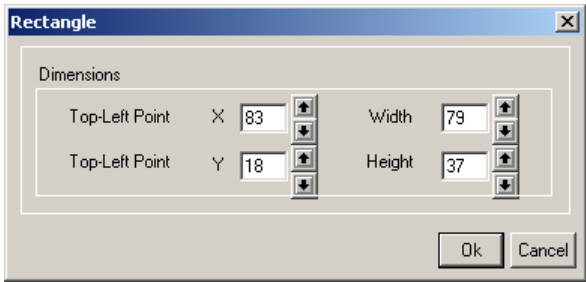 Rectangle
Dimensions
Top-Left Point X 83 Width 79
Top-Left Point Y 18 Height 37
Ok Cancel